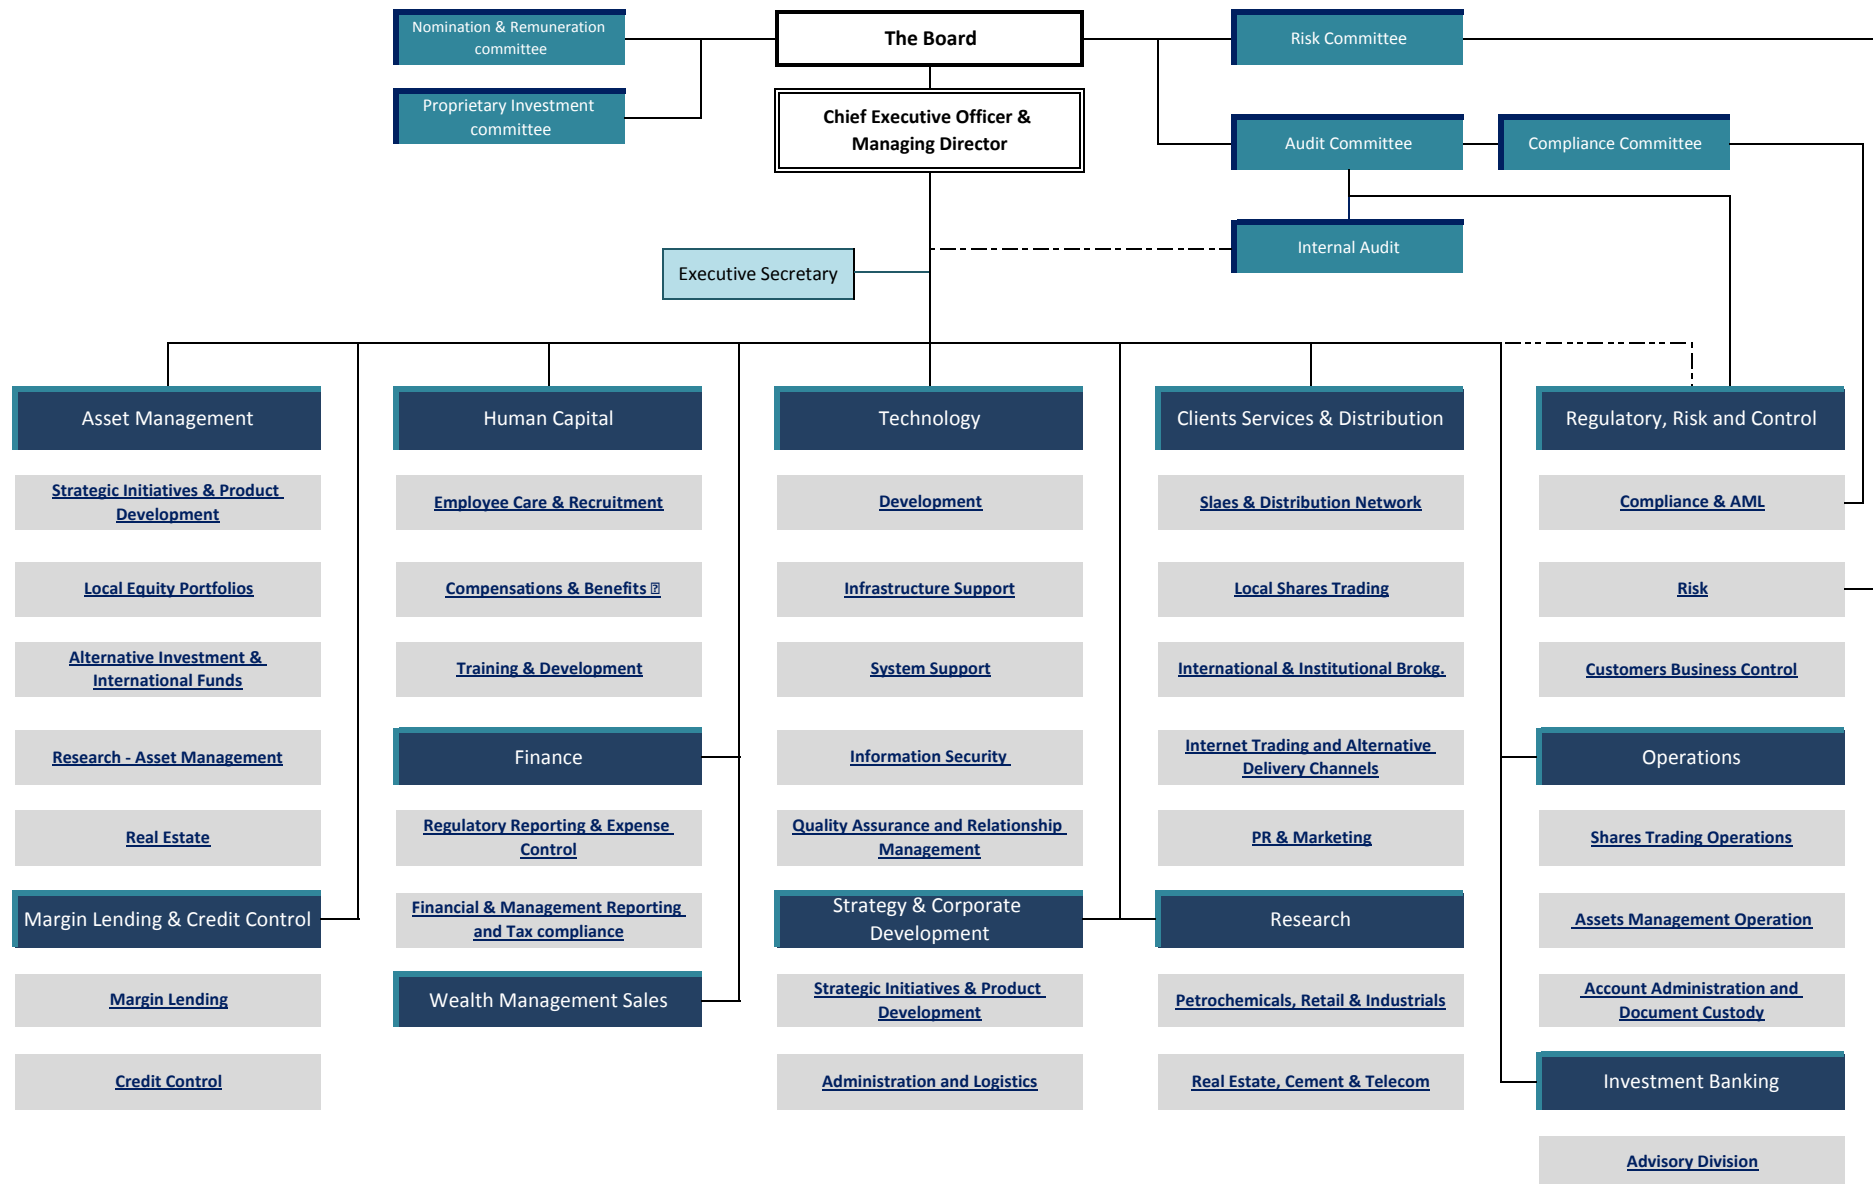 Nomination & Remuneration
committee
The Board
Risk Committee
Proprietary Investment
committee
Chief Executive Officer &
Managing Director
Audit Committee
Compliance Committee
Internal Audit
Executive Secretary
Asset Management
Human Capital
Technology
Clients Services & Distribution
Regulatory, Risk and Control
Strategic Initiatives & Product
Development
Employee Care & Recruitment
Development
Slaes & Distribution Network
Compliance & AML
Local Equity Portfolios
Compensations & Benefits
Infrastructure Support
Local Shares Trading
Risk
Alternative Investment &
International Funds
Training & Development
System Support
International & Institutional Brokg.
Customers Business Control
Research - Asset Management
Finance
Information Security
Internet Trading and Alternative
Delivery Channels
Operations
Real Estate
Regulatory Reporting & Expense
Control
Quality Assurance and Relationship
Management
PR & Marketing
Shares Trading Operations
Margin Lending & Credit Control
Financial & Management Reporting
and Tax compliance
Strategy & Corporate
Development
Research
Assets Management Operation
Margin Lending
Wealth Management Sales
Strategic Initiatives & Product
Development
Petrochemicals, Retail & Industrials
Account Administration and
Document Custody
Credit Control
Administration and Logistics
Real Estate, Cement & Telecom
Investment Banking
Advisory Division